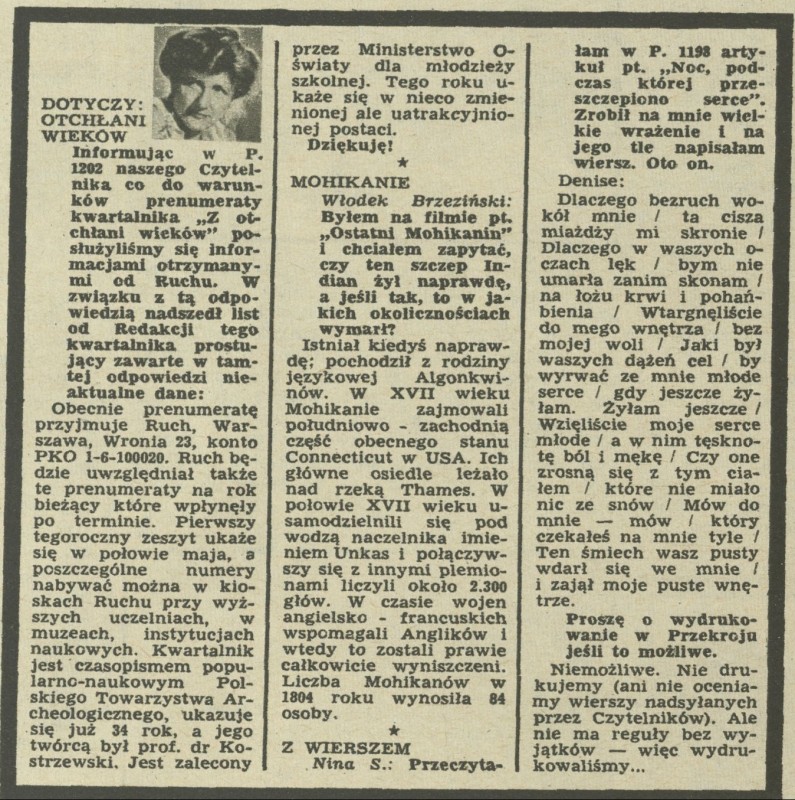 DOTYCZY:
OTCHŁANI
WIEKÓW
Informując w P.
1202 naszego Czytel-
nika co do warun-
ków prenumeraty
kwartalnika „Z ot-
chłani wieków” po-
służyliśmy się infor-
macjami otrzymany-
mi od Ruchu. W
związku z tą odpo-
wiedzią nadszedł list
od Redakcji tego
kwartalnika prostu-
jący zawarte w tam-
tej odpowiedzi nie-
aktualne dane:
Obecnie prenumeratę
przyjmuje Ruch, War-
szawa, Wronia 23, konto
PKO 1-6-100020. Ruch bę-
dzie uwzględniał także
te prenumeraty na rok
bieżący które wpłynęły
po terminie. Pierwszy
tegoroczny zeszyt ukaże
się w połowie maja, a
poszczególne numery
nabywać można w kio-
skach Ruchu przy wyż-
szych uczelniach, w
muzeach, instytucjach
naukowych. Kwartalnik
jest czasopismem popu-
larno-naukowym Pol-
skiego Towarzystwa Ar-
cheologicznego, ukazuje
się już 34 rok, a jego
twórcą był prof. dr Ko-
strzewski. Jest zalecony
przez Ministerstwo O-
światy dla młodzieży
szkolnej. Tego roku u-
każe się w nieco zmie-
nionej ale uatrakcyjnio-
nej postaci.
Dziękuję!
★
MOHIKANIE
Włodek Brzeziński:
Byłem na filmie pt.
„Ostatni Mohikanin”
i chciałem zapytać,
czy ten szczep In-
dian żył naprawdę,
a jeśli tak, to w ja-
kich okolicznościach
wymarł?
Istniał kiedyś napraw-
dę; pochodził z rodziny
językowej Algonkwi-
nów. W XVII wieku
Mohikanie zajmowali
południowo - zachodnią
część obecnego stanu
Connecticut w USA. Ich
główne osiedle leżało
nad rzeką Thames. W
połowie XVII wieku u-
samodzielnili się pod
wodzą naczelnika imie-
niem Unkas i połączyw-
szy się z innymi plemio-
nami liczyli około 2.300
głów. W czasie wojen
angielsko - francuskich
wspomagali Anglików i
wtedy to zostali prawie
całkowicie wyniszczeni.
Liczba Mohikanów w
1804 roku wynosiła 84
osoby.
★
Z WIERSZEM
Nina S.: Przeczyta-
łam w P. 1198 arty-
kuł pt. „Noc, pod-
czas której prze-
szczepiono serce”.
Zrobił na mnie wiel-
kie wrażenie i na
jego tle napisałam
wiersz. Oto on.
Denise:
Dlaczego bezruch wo-
kół mnie / ta cisza
miażdży mi skronie /
Dlaczego w waszych o-
czach lęk / bym nie
umarła zanim skonam /
na łożu krwi i pohań-
bienia / Wtargnęliście
do mego wnętrza / bez
mojej woli / Jaki był
waszych dążeń cel / by
wyrwać ze mnie młode
serce / gdy jeszcze ży-
łam. Żyłam jeszcze /
Wzięliście moje serce
młode / a w nim tęskno-
tę ból i mękę / Czy one
zrosną się z tym cia-
łem / które nie miało
nic ze snów / Mów do
mnie — mów / który
czekałeś na mnie tyle /
Ten śmiech wasz pusty
wdarł się we mnie /
i zajął moje puste wnę-
trze.
Proszę o wydruko-
wanie w Przekroju
jeśli to możliwe.
Niemożliwe. Nie dru-
kujemy (ani nie ocenia-
my wierszy nadsyłanych
przez Czytelników). Ale
nie ma reguły bez wy-
jątków — więc wydru-
kowaliśmy...